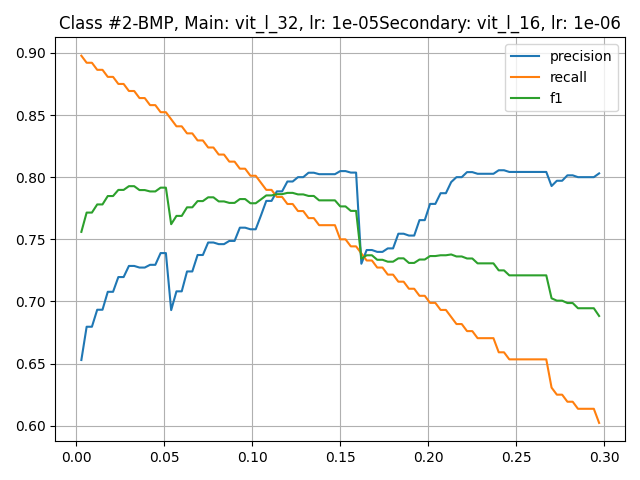 Class #2-BMP, Main: vit_l_32, lr: 1e-05Secondary: vit_l_16, lr: 1e-06
precision
recall
f1
0.90
0.85
0.80
0.75
0.70
0.65
0.60
0.00 0.05 0.10 0.15 0.20 0.25 0.30